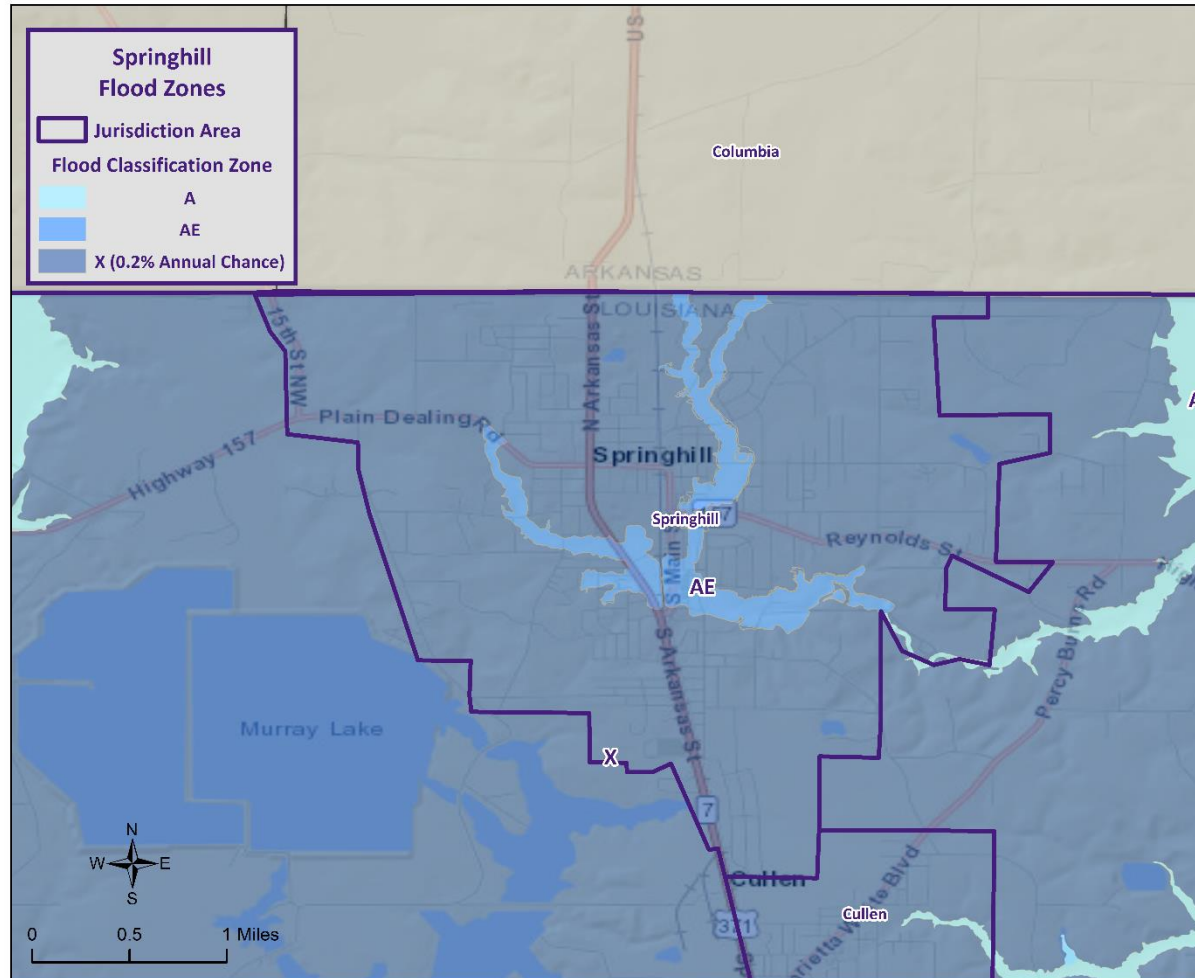 Springhill
Flood Zones
Jurisdiction Area
Flood Classification Zone
A
AE
X (0.2% Annual Chance)
US
Columbia
ARKANSAS
LOUISIANA
15th St NW
N Arkansas St
Plain Dealing Rd
Highway 157
Springhill
Springhill
157
S Main S
Reynolds St
High
A
AE
S Arkansas St
Percy Burns Rd
Murray Lake
X
7
Cullen
Cullen
371
N
W E
S
0 0.5 1 Miles